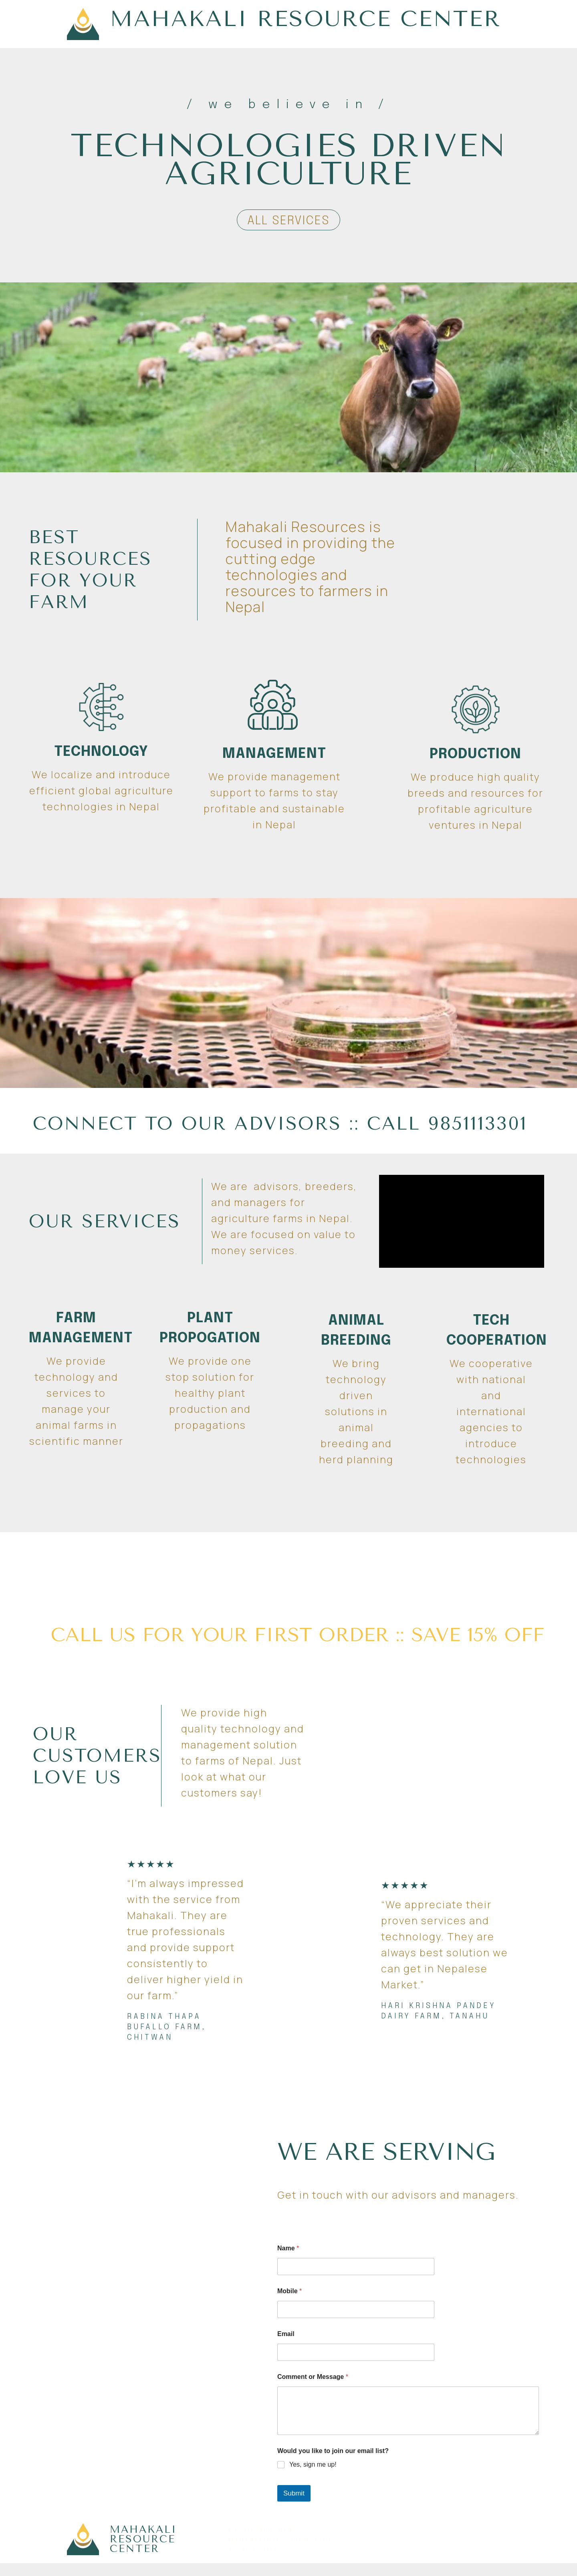 MAHAKALI RESOURCE CENTER
/ we believe in /
TECHNOLOGIES DRIVEN
AGRICULTURE
ALL SERVICES
BEST
RESOURCES
FOR YOUR
FARM
Mahakali Resources is
focused in providing the
cutting edge
technologies and
resources to farmers in
Nepal
TECHNOLOGY
We localize and introduce
efficient global agriculture
technologies in Nepal
MANAGEMENT
We provide management
support to farms to stay
profitable and sustainable
in Nepal
PRODUCTION
We produce high quality
breeds and resources for
profitable agriculture
ventures in Nepal
CONNECT TO OUR ADVISORS :: CALL 9851113301
OUR SERVICES
We are advisors, breeders,
and managers for
agriculture farms in Nepal.
We are focused on value to
money services.
FARM
MANAGEMENT
We provide
technology and
services to
manage your
animal farms in
scientific manner
PLANT
PROPOGATION
We provide one
stop solution for
healthy plant
production and
propagations
ANIMAL
BREEDING
We bring
technology
driven
solutions in
animal
breeding and
herd planning
TECH
COOPERATION
We cooperative
with national
and
international
agencies to
introduce
technologies
CALL US FOR YOUR FIRST ORDER :: SAVE 15% OFF
OUR
CUSTOMERS
LOVE US
We provide high
quality technology and
management solution
to farms of Nepal. Just
look at what our
customers say!
★★★★★
“I’m always impressed
with the service from
Mahakali. They are
true professionals
and provide support
consistently to
deliver higher yield in
our farm.”
RABINA THAPA
BUFALLO FARM,
CHITWAN
★★★★★
“We appreciate their
proven services and
technology. They are
always best solution we
can get in Nepalese
Market.”
HARI KRISHNA PANDEY
DAIRY FARM, TANAHU
WE ARE SERVING
Get in touch with our advisors and managers.
Name *
Mobile *
Email
Comment or Message *
Would you like to join our email list?
Yes, sign me up!
Submit
MAHAKALI
RESOURCE
CENTER